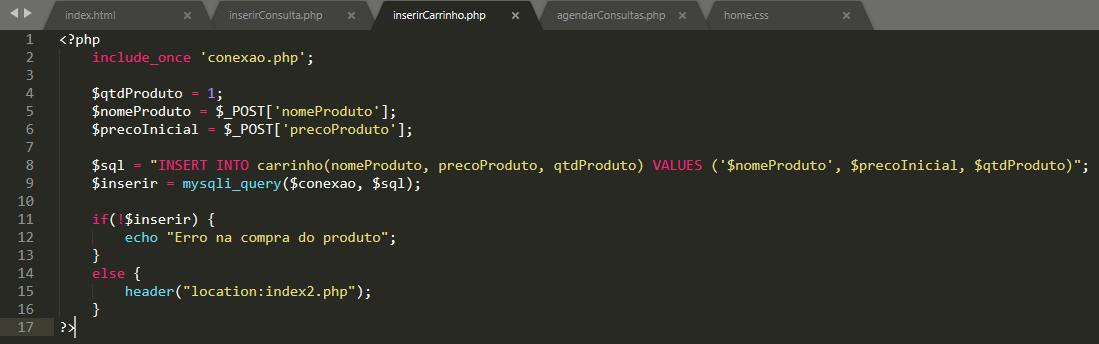 index.html
inserirConsulta.php
inserirCarrinho.php
agendarConsultas.php
home.css
1 <?php
2 include_once 'conexao.php';
3
4 $qtdProduto = 1;
5 $nomeProduto = $_POST['nomeProduto'];
6 $precoInicial = $_POST['precoProduto'];
7
8 $sql = "INSERT INTO carrinho(nomeProduto, precoProduto, qtdProduto) VALUES ('$nomeProduto', $precoInicial, $qtdProduto)";
9 $inserir = mysqli_query($conexao, $sql);
10
11 if(!$inserir) {
12 echo "Erro na compra do produto";
13 }
14 else {
15 header("location:index2.php");
16 }
17 ?>